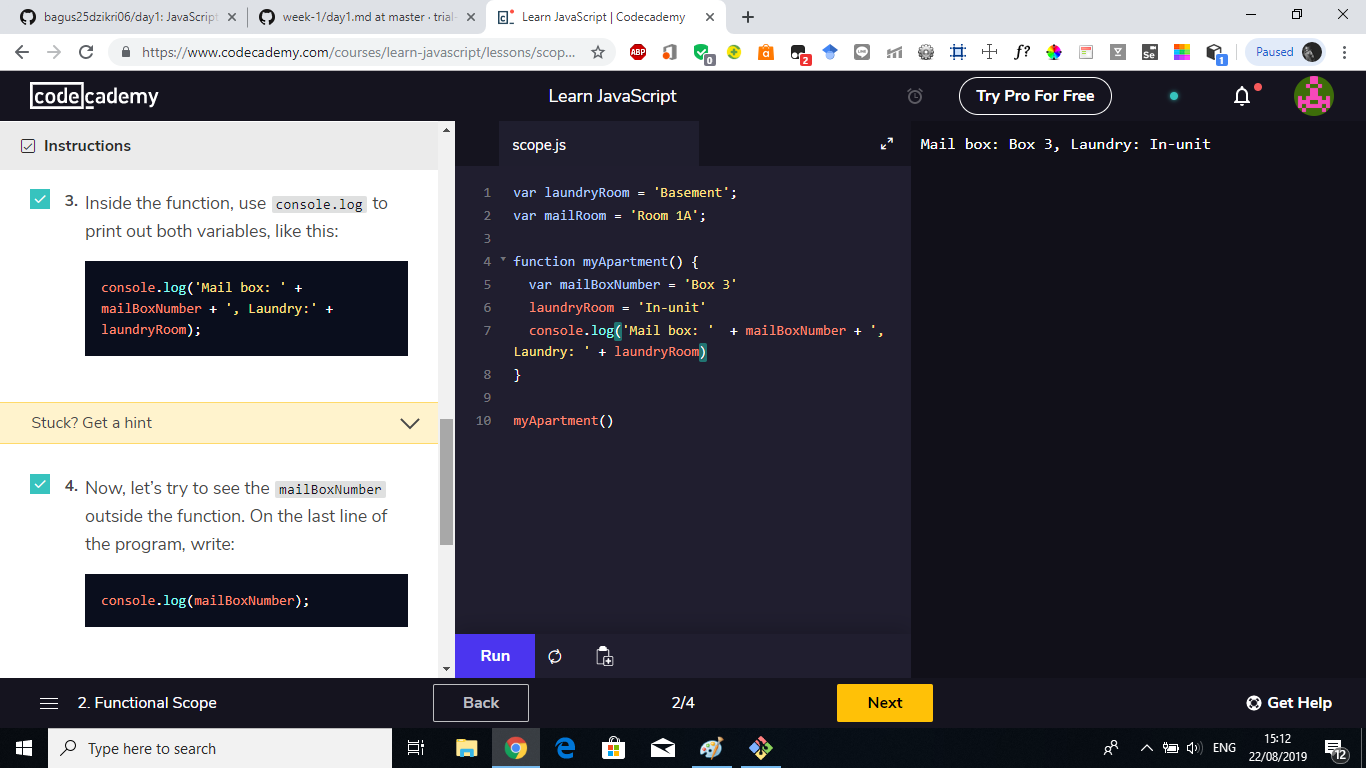 bagus25dzikri06/day1: JavaScript
week-1/day1.md at master · trial-
Learn JavaScript | Codecademy
https://www.codecademy.com/courses/learn-javascript/lessons/scop...
ABP
0
2
f?
Se
1
Paused
codecademy
Learn JavaScript
Try Pro For Free
Instructions
3. Inside the function, use console.log to
print out both variables, like this:
console.log('Mail box: ' +
mailBoxNumber + ', Laundry:' +
laundryRoom);
Stuck? Get a hint
4. Now, let's try to see the mailBoxNumber
outside the function. On the last line of
the program, write:
console.log(mailBoxNumber);
scope.js
1 var laundryRoom = 'Basement';
2 var mailRoom = 'Room 1A';
3
4 function myApartment() {
5 var mailBoxNumber = 'Box 3'
6 laundryRoom = 'In-unit'
7 console.log('Mail box: '  + mailBoxNumber + ',
Laundry: ' + laundryRoom)
8 }
9
10 myApartment()
Mail box: Box 3, Laundry: In-unit
Run
2. Functional Scope
Back
2/4
Next
Get Help
Type here to search
ENG
15:12
22/08/2019
12